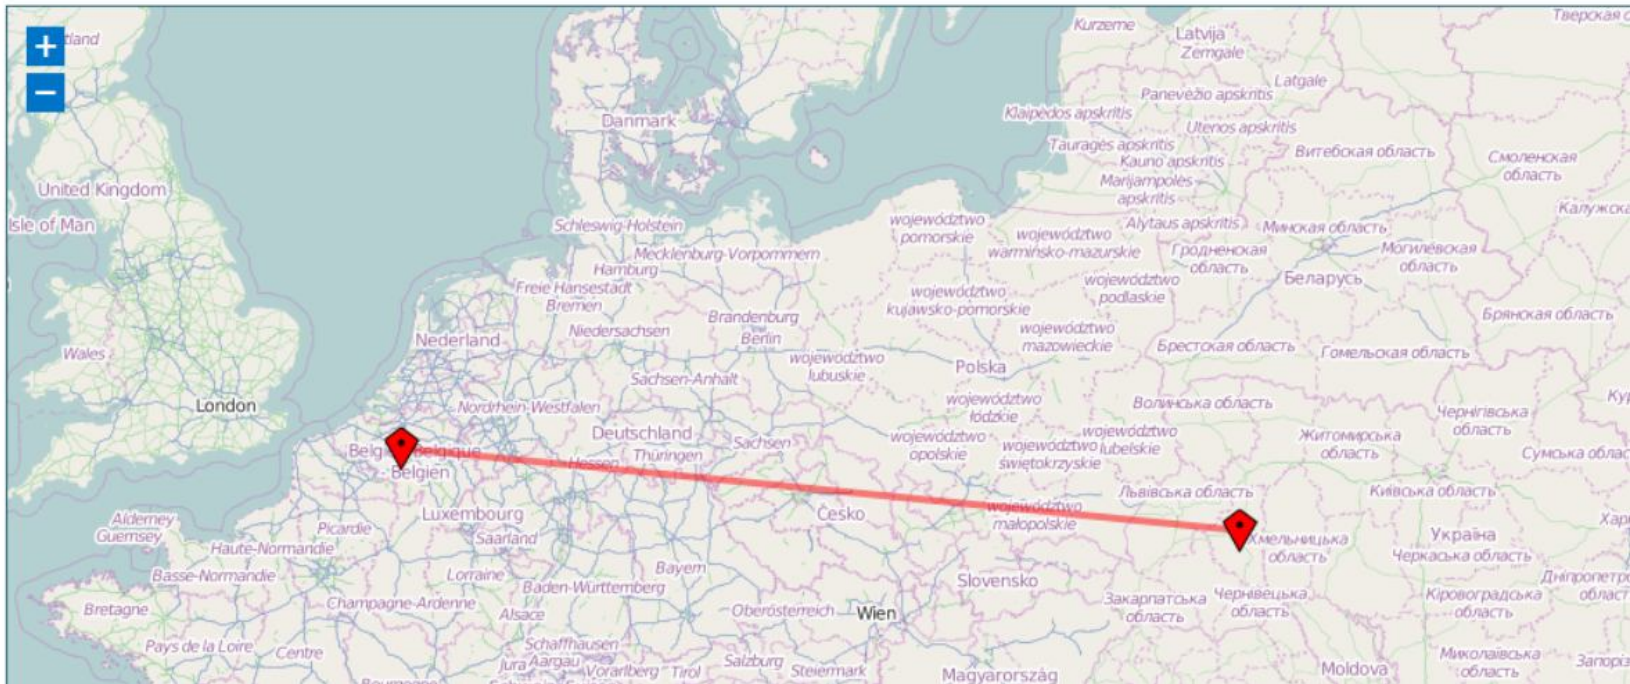 Kurzeme
Тверская
Latvija
Zemgale
Latgale
Panevėžio apskritis
Klaipėdos apskritis
Danmark
Utenos apskritis
Tauragės apskritis
Витебская область
Kauno apskritis
Смоленская
область
Marijampolės
apskritis
United Kingdom
Isle of Man
Schleswig-Holstein
województwo
pomorskie
Alytaus apskritis
Минская область
województwo
warmińsko-mazurskie
Гродненская
область
Могилёвская
область
Mecklenburg-Vorpommern
Hamburg
Беларусь
Freie Hansestadt
Bremen
województwo
kujawsko-pomorskie
województwo
podlaskie
Brandenburg
Berlin
Брянская область
Niedersachsen
Nederland
województwo
mazowieckie
Брестская область
Гомельская область
Wales
województwo
lubuskie
Polska
Sachsen-Anhalt
London
Nordrhein-Westfalen
województwo
łódzkie
Волинська область
Чернігівська
область
Deutschland
Sachsen
województwo
opolskie
województwo
świętokrzyskie
województwo
lubelskie
Житомирська
область
Belgique
Belgien
Hessen
Thüringen
Сумська
Львівська область
Київська область
Luxembourg
Česko
województwo
małopolskie
Alderney
Guernsey
Picardie
Saarland
Хмельницька
область
Україна
Черкаська область
Haute-Normandie
Basse-Normandie
Lorraine
Bayern
Baden-Württemberg
Slovensko
Bretagne
Champagne-Ardenne
Alsace
Oberösterreich
Wien
Закарпатська
область
Чернівецька
область
Кіровоградська
область
Pays de la Loire
Centre
Schaffhausen
Jura
Aargau
Vorarlberg
Tirol
Salzburg
Steiermark
Magyarország
Moldova
Миколаївська
область